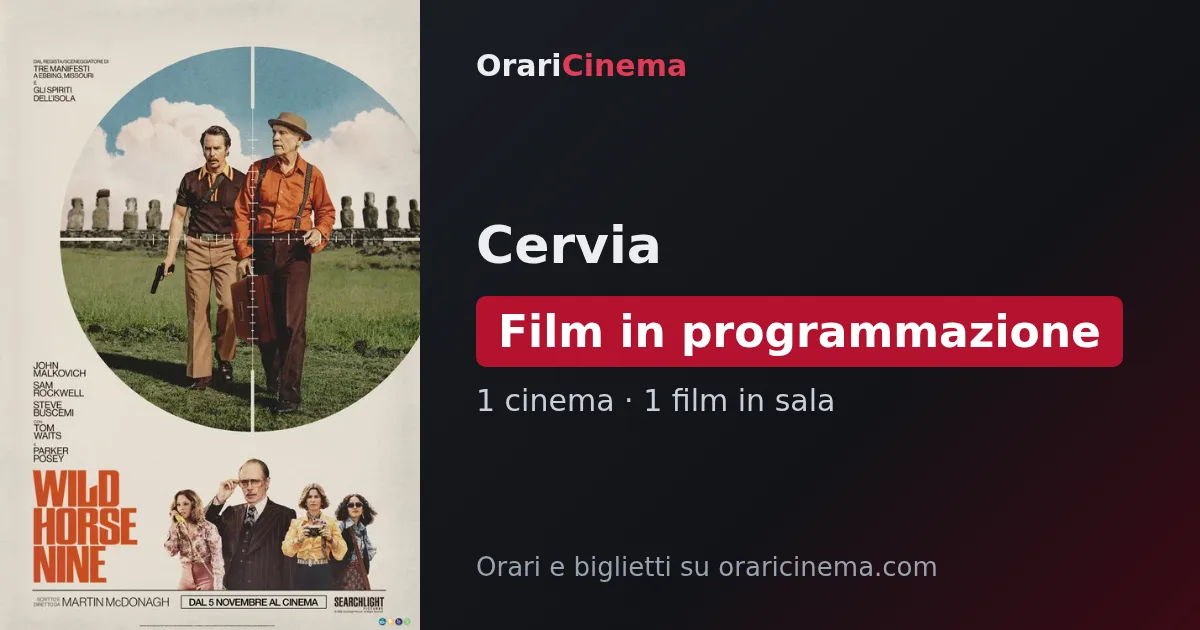 DAL REGISTA/SCENEGGIATORE DI
TRE MANIFESTI
A EBBING, MISSOURI
E
GLI SPIRITI
DELL'ISOLA
JOHN
MALKOVICH
SAM
ROCKWELL
STEVE
BUSCEMI
CON
TOM
WAITS
E
PARKER
POSEY
WILD
HORSE
NINE
SCRITTO E
DIRETTO DA MARTIN McDONAGH
DAL 5 NOVEMBRE AL CINEMA
SEARCHLIGHT
PICTURES
OrariCinema
Cervia
Film in programmazione
1 cinema · 1 film in sala
Orari e biglietti su oraricinema.com